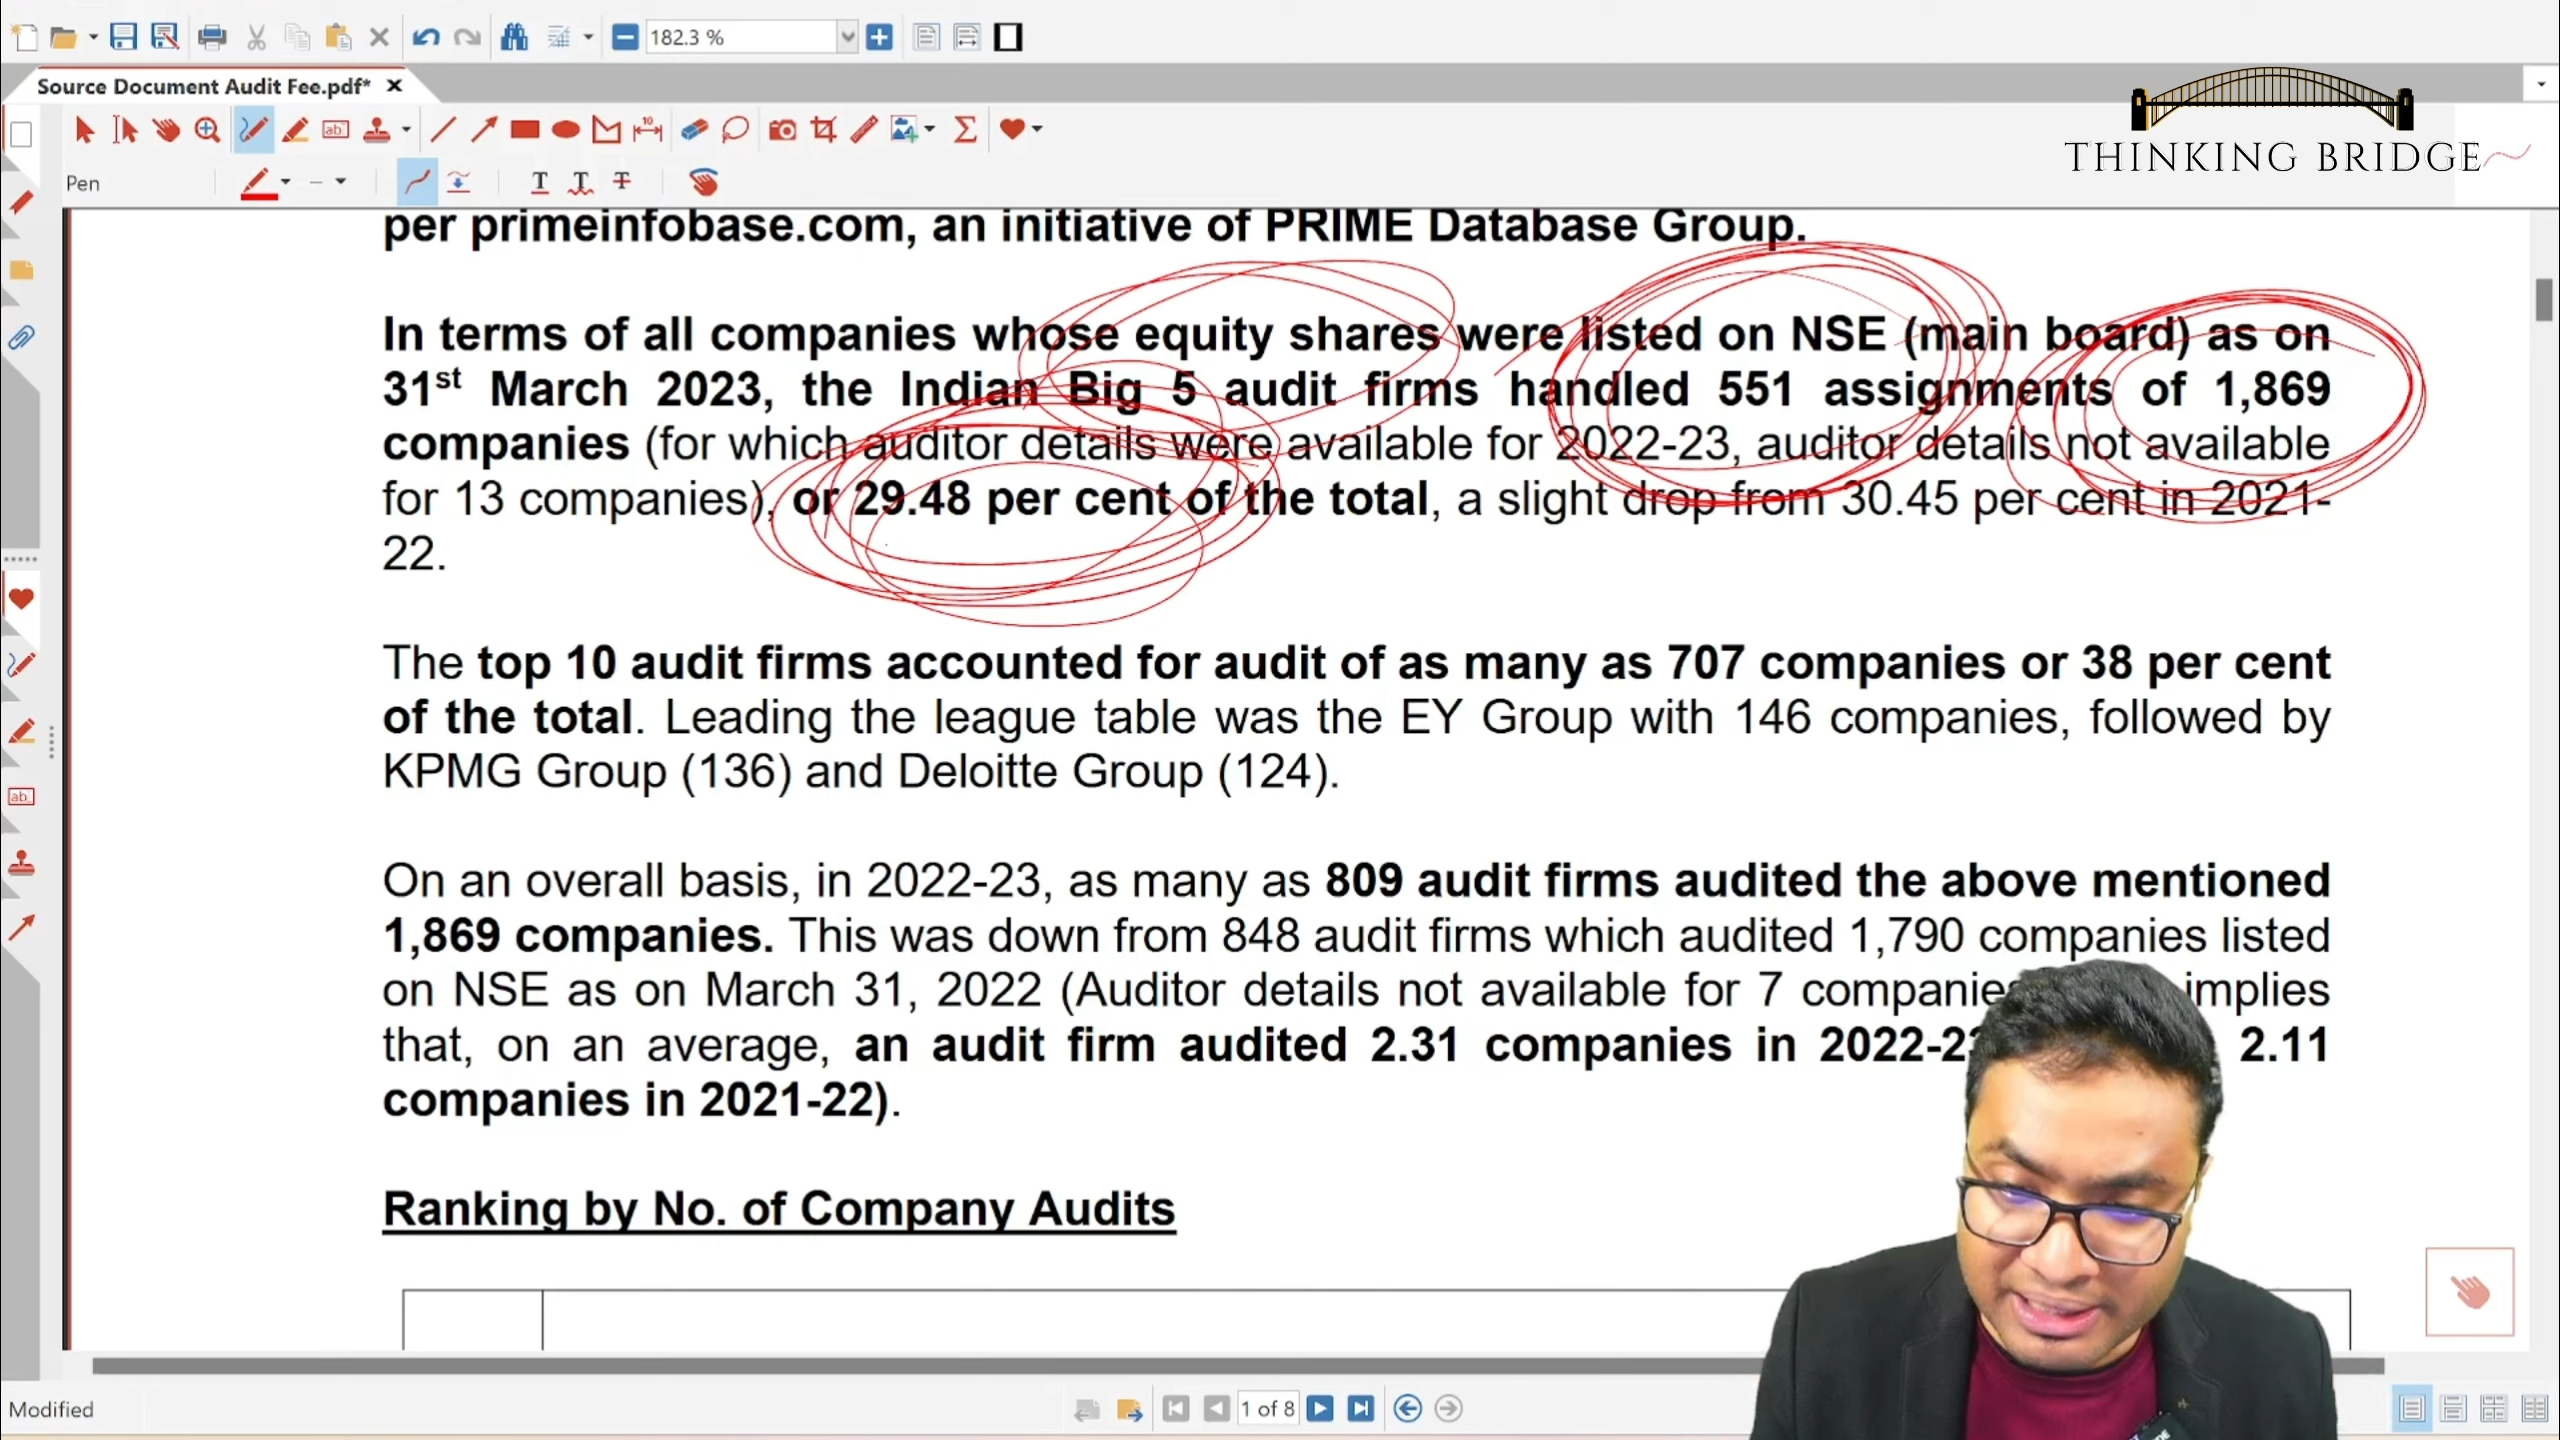 182.3 %
Source Document Audit Fee.pdf*
THINKING BRIDGE
Pen
per primeinfobase.com, an initiative of PRIME Database Group.
In terms of all companies whose equity shares were listed on NSE (main board) as on
31st March 2023, the Indian Big 5 audit firms handled 551 assignments of 1,869
companies (for which auditor details were available for 2022-23, auditor details not available
for 13 companies), or 29.48 per cent of the total, a slight drop from 30.45 per cent in 2021-
22.
The top 10 audit firms accounted for audit of as many as 707 companies or 38 per cent
of the total. Leading the league table was the EY Group with 146 companies, followed by
KPMG Group (136) and Deloitte Group (124).
On an overall basis, in 2022-23, as many as 809 audit firms audited the above mentioned
1,869 companies. This was down from 848 audit firms which audited 1,790 companies listed
on NSE as on March 31, 2022 (Auditor details not available for 7 implies
that, on an average, an audit firm audited 2.31 companies in 2.11
companies in 2021-22).
Ranking by No. of Company Audits
Modified
1 of 8